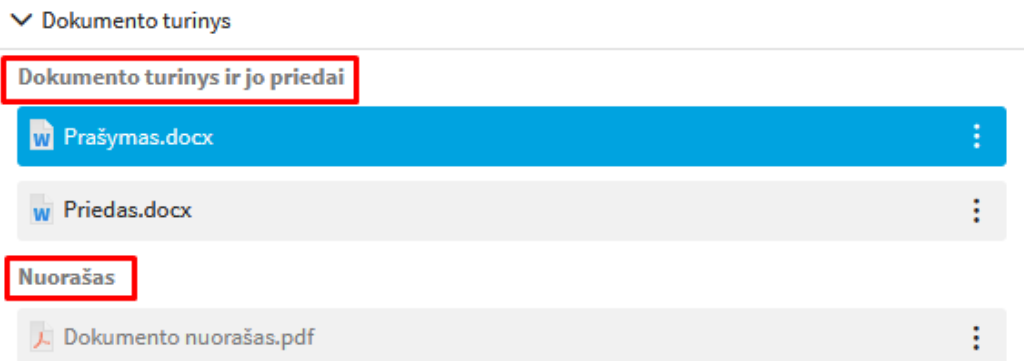 Dokumento turinys
Dokumento turinys ir jo priedai
Prašymas.docx
Priedas.docx
Nuorašas
Dokumento nuorašas.pdf